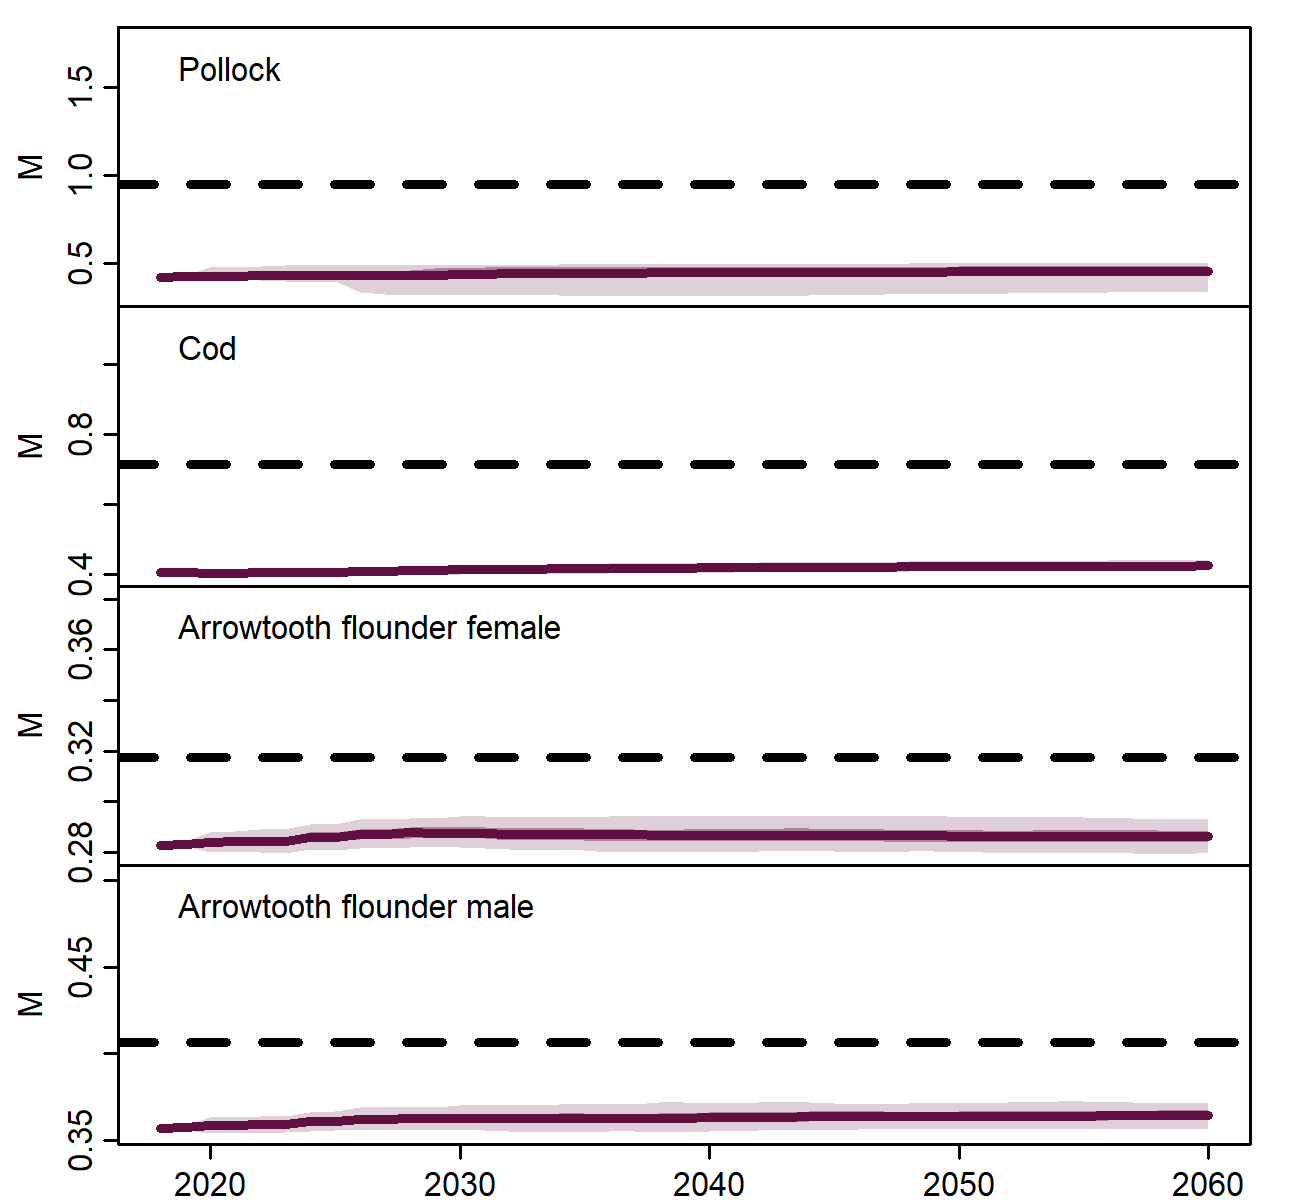 Pollock
M
1.5
1.0
0.5
Cod
M
0.8
0.4
Arrowtooth flounder female
M
0.36
0.32
0.28
Arrowtooth flounder male
M
0.45
0.35
2020 2030 2040 2050 2060